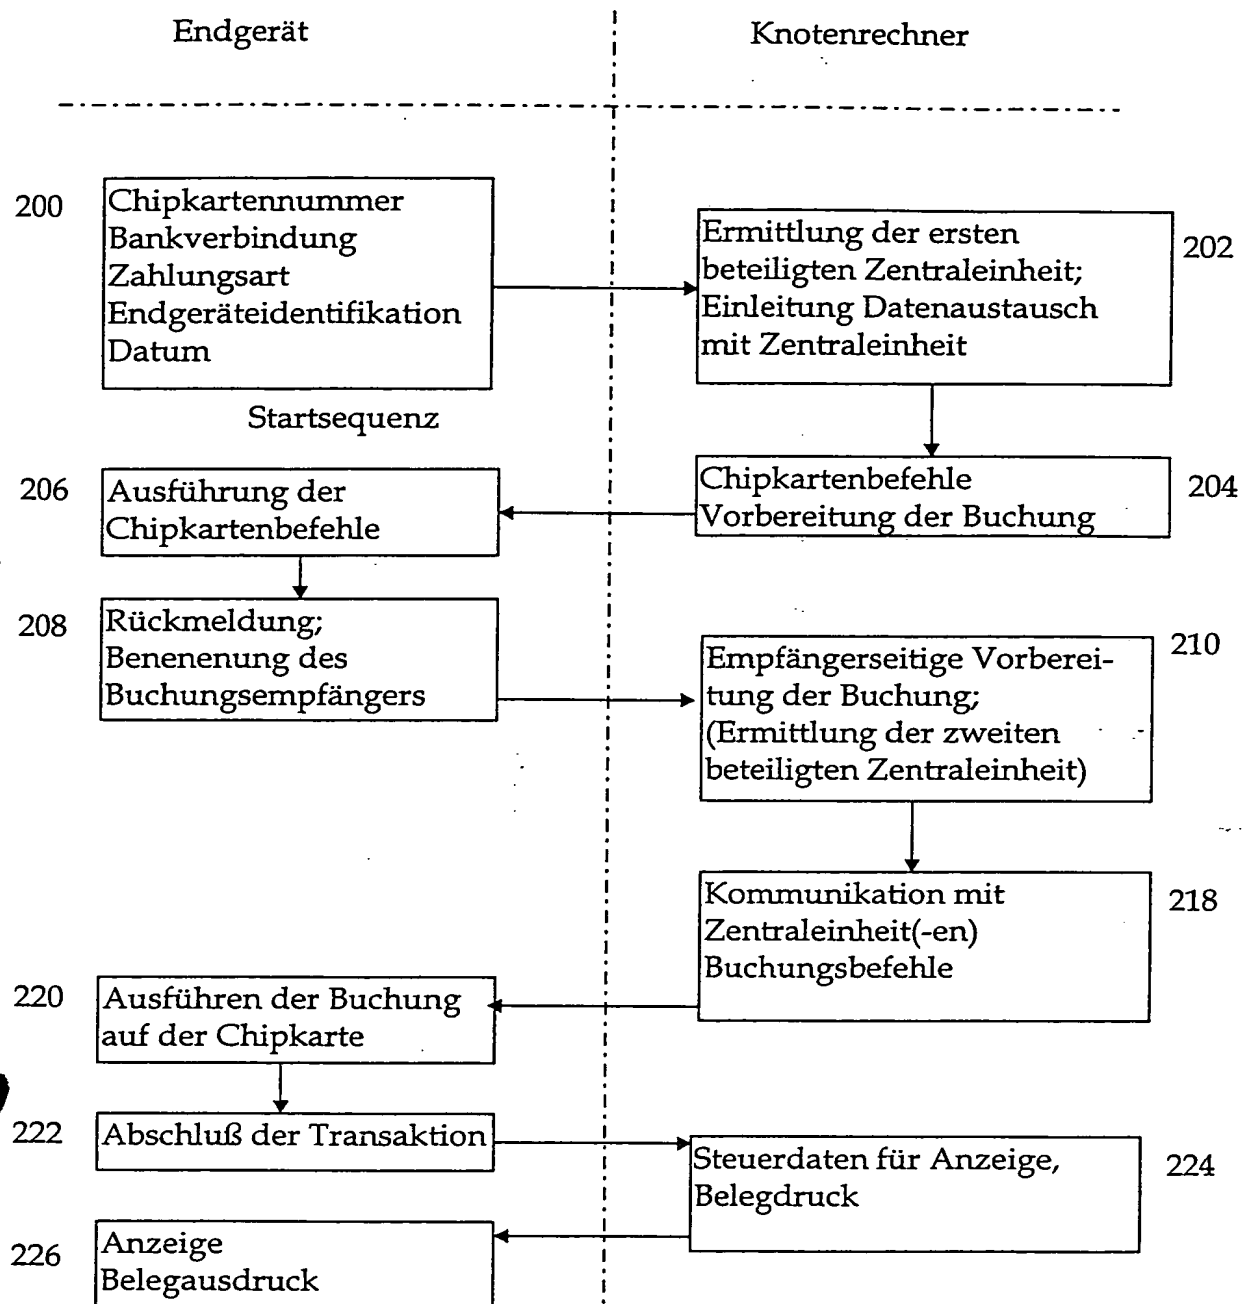 Endgerät
Knotenrechner
200
Chipkartennummer
Bankverbindung
Zahlungsart
Endgeräteidentifikation
Datum
Ermittlung der ersten
beteiligten Zentraleinheit;
Einleitung Datenaustausch
mit Zentraleinheit
202
Startsequenz
206
Ausführung der
Chipkartenbefehle
Chipkartenbefehle
Vorbereitung der Buchung
204
208
Rückmeldung;
Benenenung des
Buchungsempfängers
Empfängerseitige Vorberei-
tung der Buchung;
(Ermittlung der zweiten
beteiligten Zentraleinheit)
210
Kommunikation mit
Zentraleinheit(-en)
Buchungsbefehle
218
220
Ausführen der Buchung
auf der Chipkarte
222
Abschluß der Transaktion
Steuerdaten für Anzeige,
Belegdruck
224
226
Anzeige
Belegausdruck